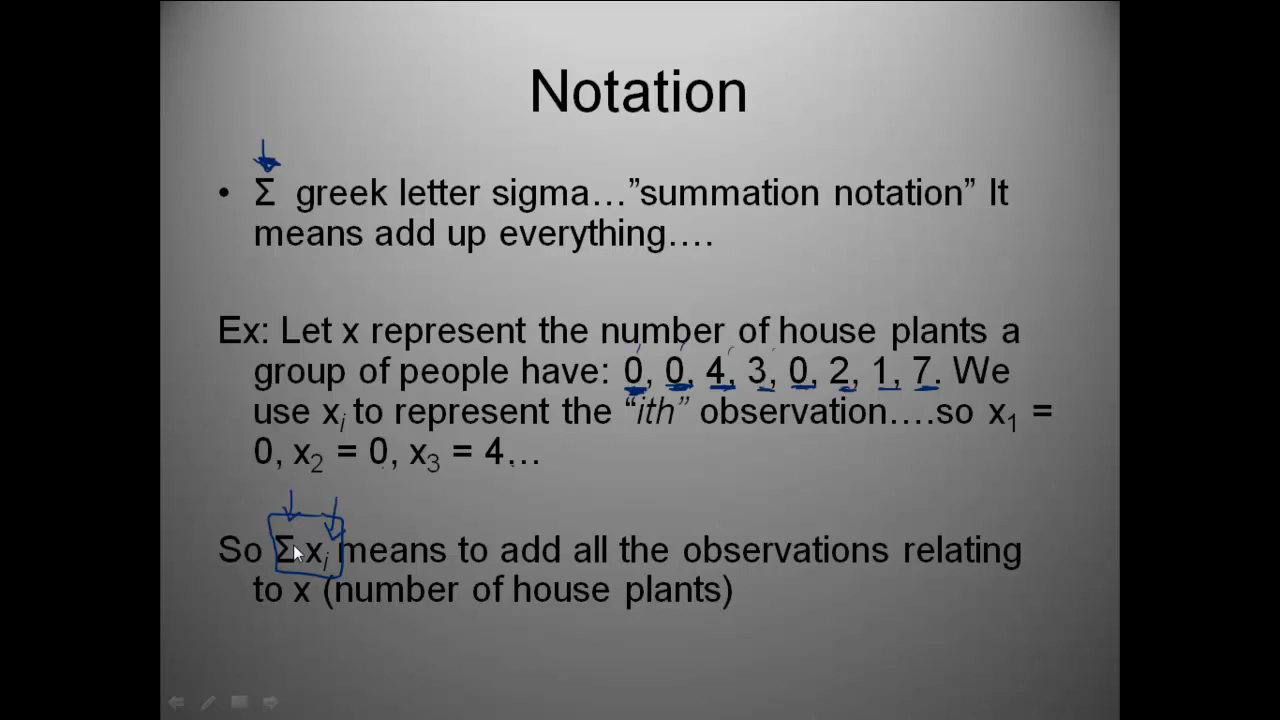 Notation
• Σ greek letter sigma…”summation notation” It
means add up everything….
Ex: Let x represent the number of house plants a
group of people have: 0, 0, 4, 3, 0, 2, 1, 7. We
use xᵢ to represent the “ith” observation….so x₁ =
0, x₂ = 0, x₃ = 4…
So Σ xᵢ means to add all the observations relating
to x (number of house plants)